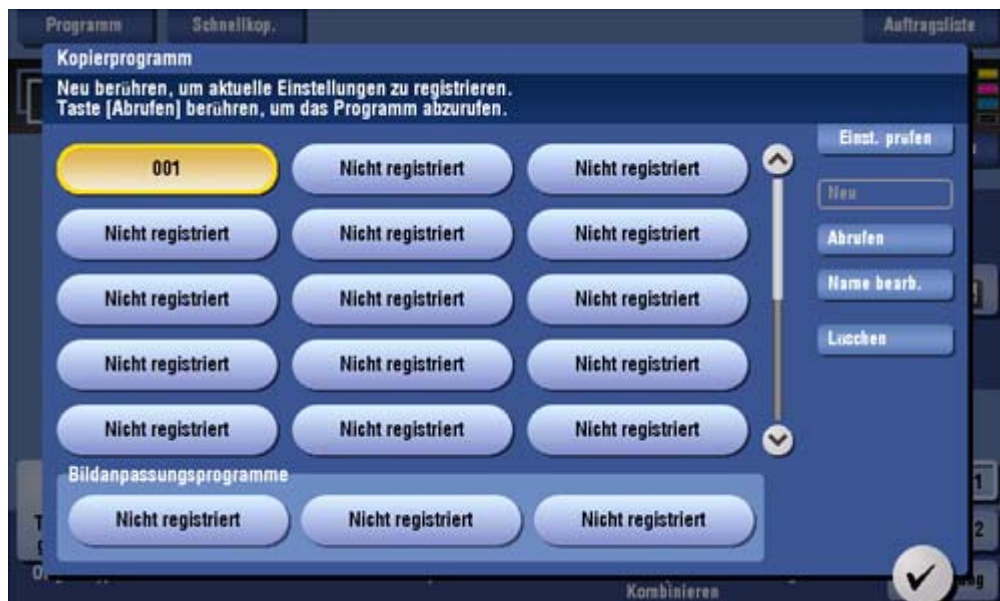 Programm Schnellkop. Auftragsliste
Kopierprogramm
Neu berühren, um aktuelle Einstellungen zu registrieren.
Taste [Abrufen] berühren, um das Programm abzurufen.
Einst. prüfen
001 Nicht registriert Nicht registriert
Neu
Nicht registriert Nicht registriert Nicht registriert
Abrufen
Nicht registriert Nicht registriert Nicht registriert
Name bearb.
Löschen
Nicht registriert Nicht registriert Nicht registriert
Nicht registriert Nicht registriert Nicht registriert
Bildanpassungsprogramme
Nicht registriert Nicht registriert Nicht registriert
1
2
Kombinieren